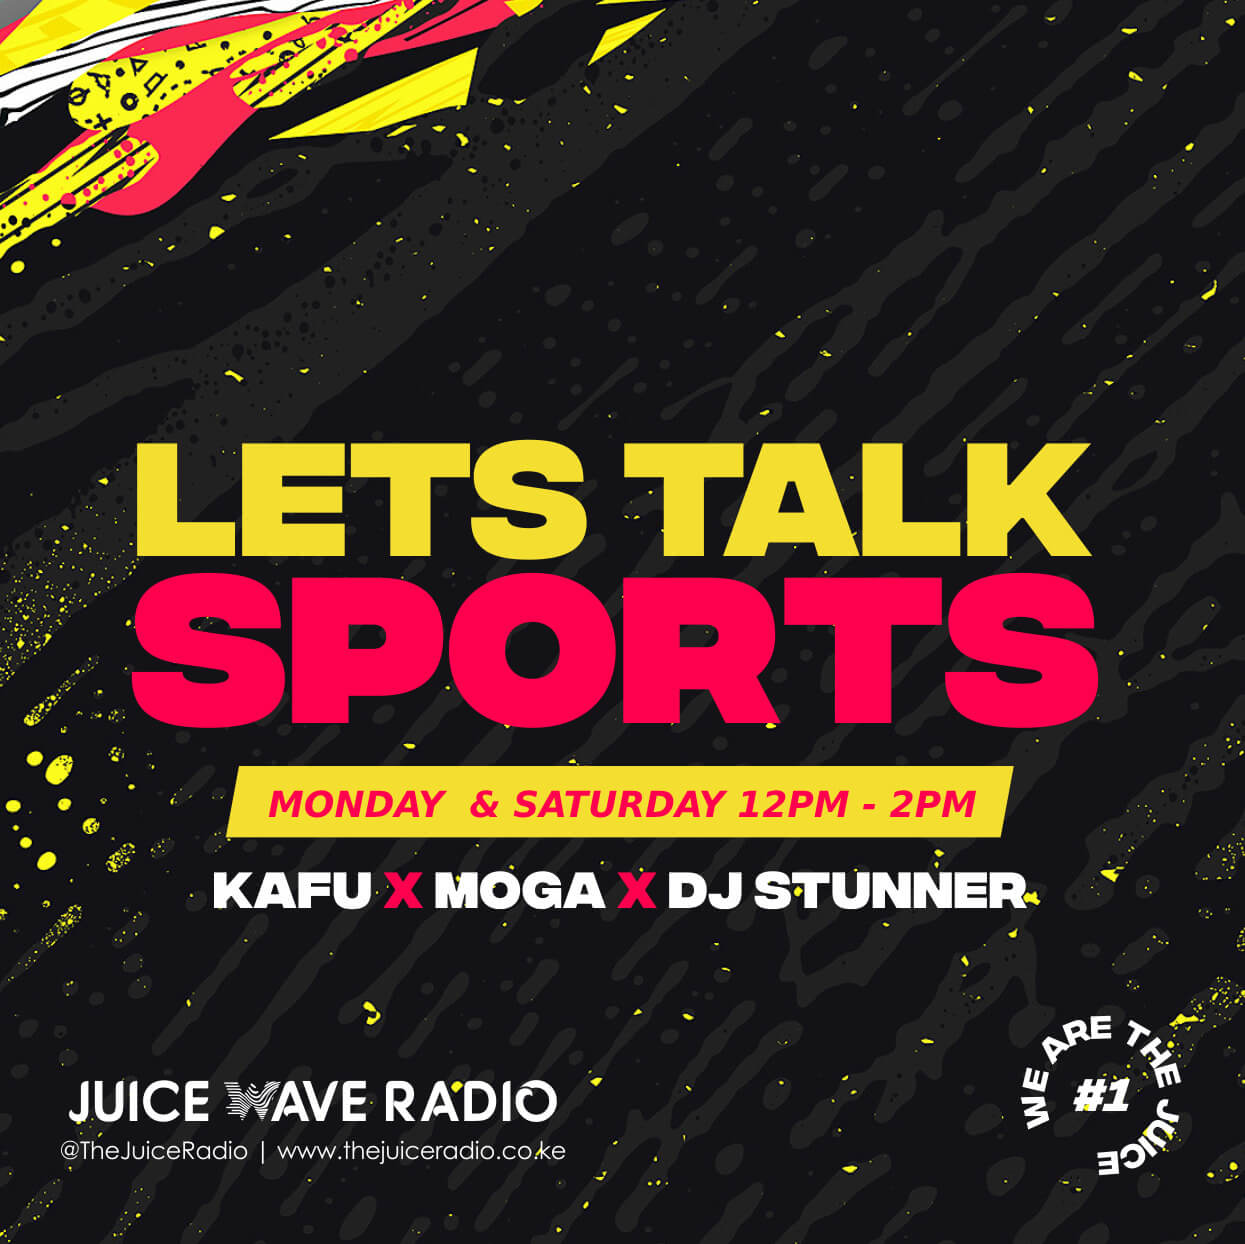 LETS TALK
SPORTS
MONDAY & SATURDAY 12PM - 2PM
KAFU X MOGA X DJ STUNNER
JUICE WAVE RADIO
@TheJuiceRadio | www.thejuiceradio.co.ke
WE ARE THE JUICE
#1